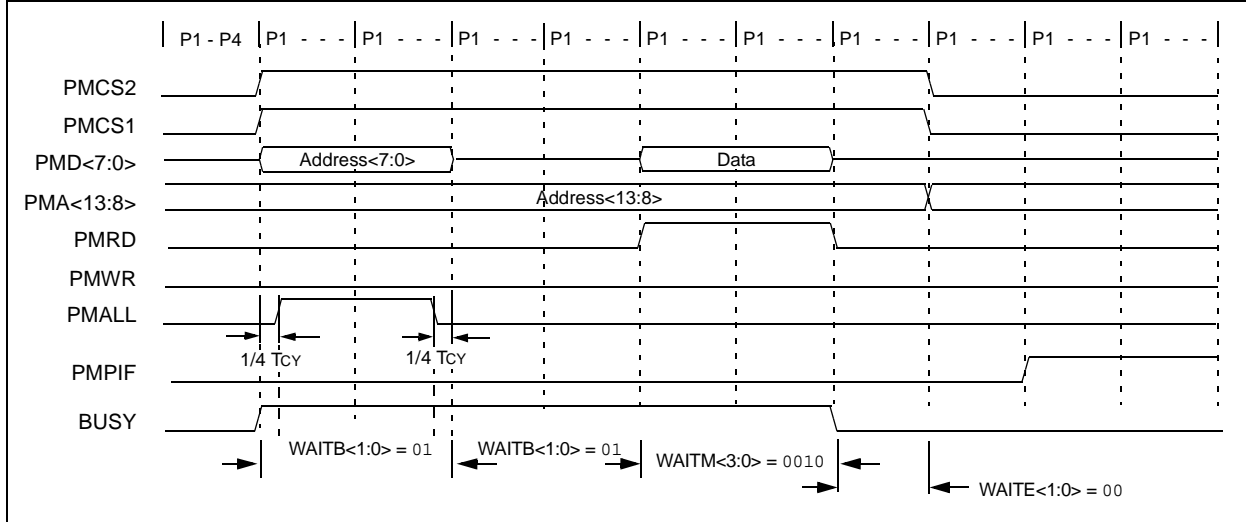 P1 - P4 P1 - - - P1 - - - P1 - - - P1 - - - P1 - - - P1 - - - P1 - - - P1 - - - P1 - - - P1 - - -
PMCS2
PMCS1
PMD<7:0> Address<7:0> Data
PMA<13:8> Address<13:8>
PMRD
PMWR
PMALL
1/4 TCY 1/4 TCY
PMPIF
BUSY
WAITB<1:0> = 01 WAITB<1:0> = 01 WAITM<3:0> = 0010
WAITE<1:0> = 00